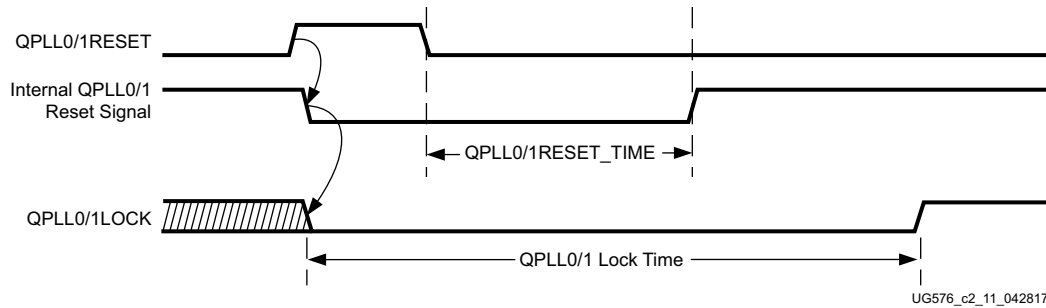 QPLL0/1RESET
Internal QPLL0/1
Reset Signal
QPLL0/1RESET_TIME
QPLL0/1LOCK
QPLL0/1 Lock Time
UG576_c2_11_042817